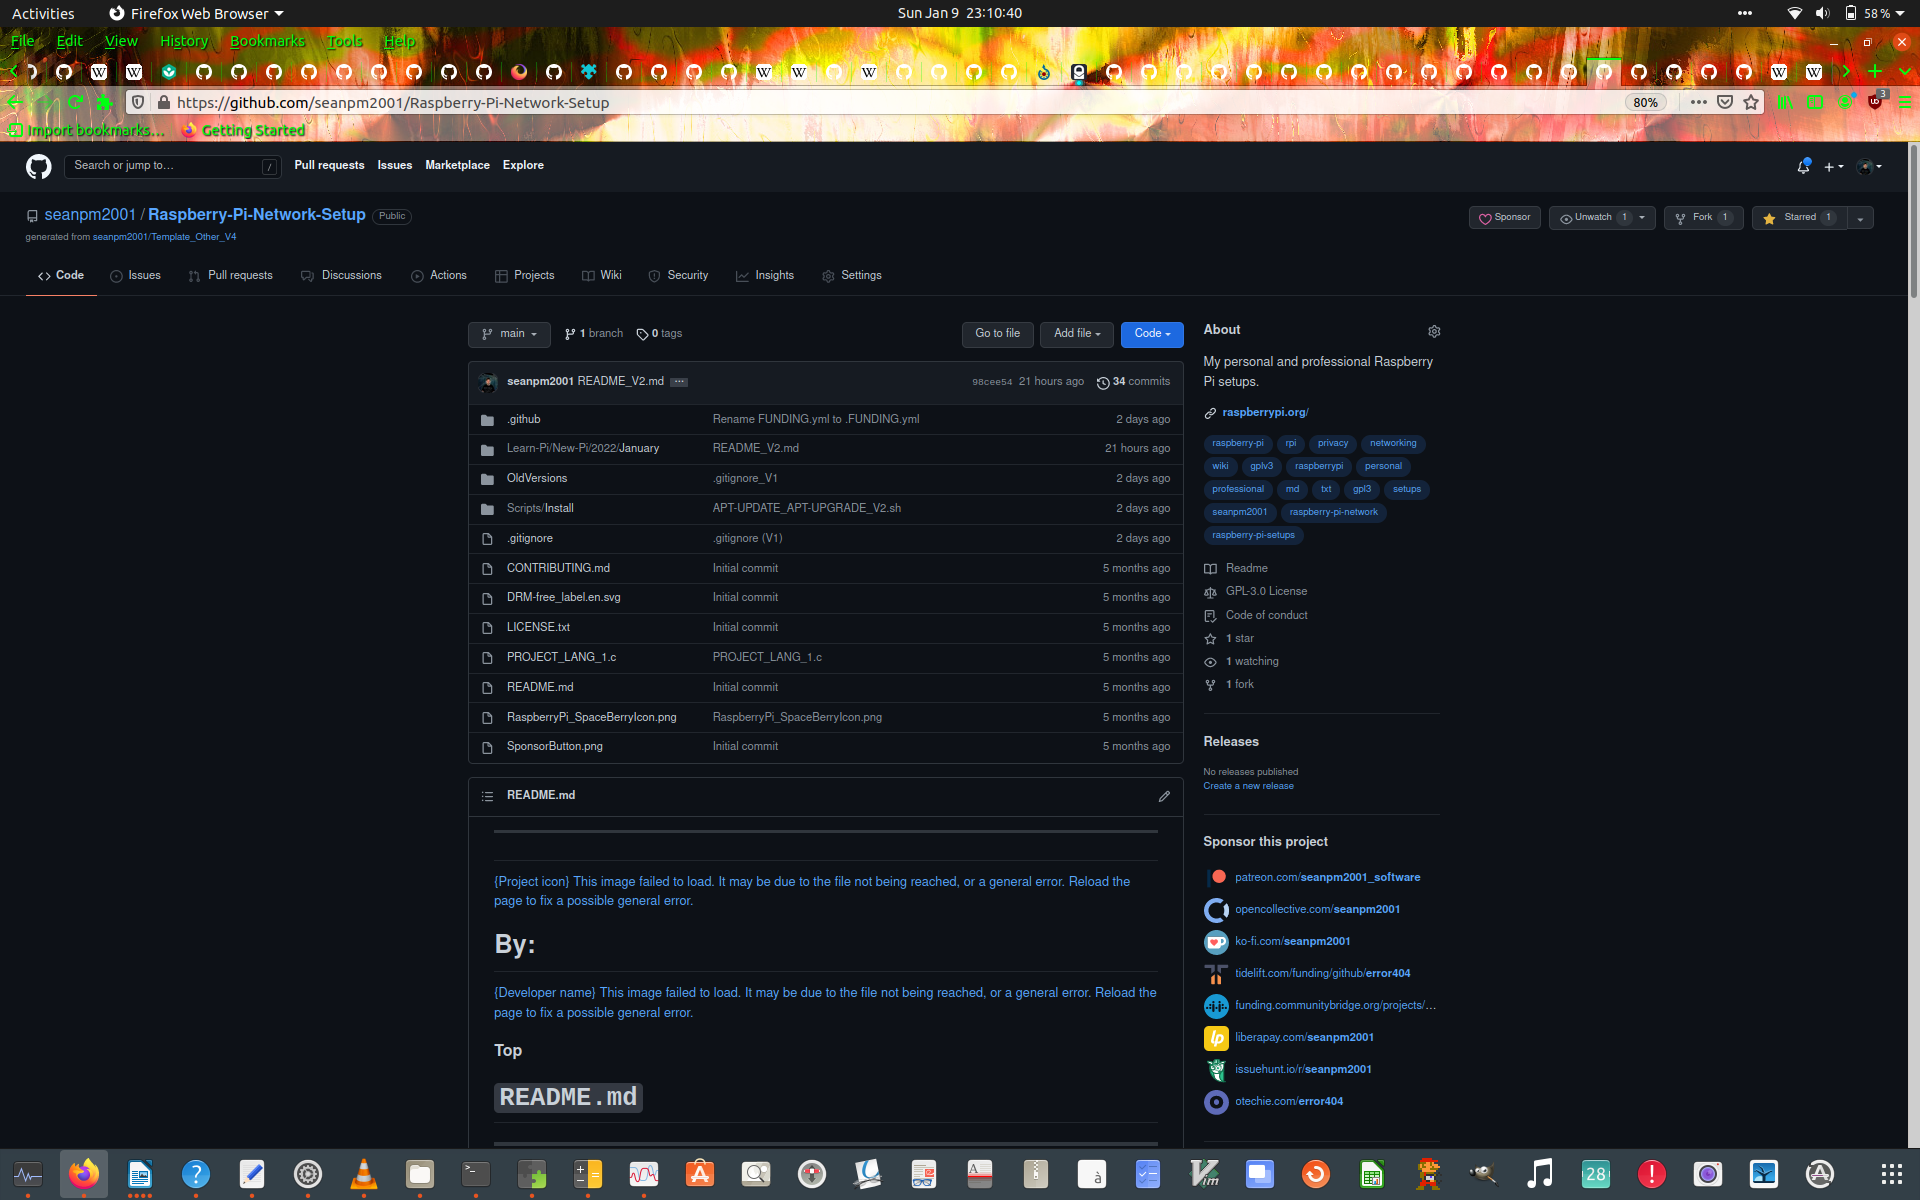 Activities Firefox Web Browser Sun Jan 9 23:10:40 58 %
File Edit View History Bookmarks Tools Help
https://github.com/seanpm2001/Raspberry-Pi-Network-Setup 80% 3
Import bookmarks... Getting Started
Search or jump to... / Pull requests Issues Marketplace Explore
seanpm2001 / Raspberry-Pi-Network-Setup Public Sponsor Unwatch 1 Fork 1 Starred 1
generated from seanpm2001/Template_Other_V4
Code Issues Pull requests Discussions Actions Projects Wiki Security Insights Settings
main 1 branch 0 tags Go to file Add file Code
seanpm2001 README_V2.md ... 98cee54 21 hours ago 34 commits
.github Rename FUNDING.yml to .FUNDING.yml 2 days ago
Learn-Pi/New-Pi/2022/January README_V2.md 21 hours ago
OldVersions .gitignore_V1 2 days ago
Scripts/Install APT-UPDATE_APT-UPGRADE_V2.sh 2 days ago
.gitignore .gitignore (V1) 2 days ago
CONTRIBUTING.md Initial commit 5 months ago
DRM-free_label.en.svg Initial commit 5 months ago
LICENSE.txt Initial commit 5 months ago
PROJECT_LANG_1.c PROJECT_LANG_1.c 5 months ago
README.md Initial commit 5 months ago
RaspberryPi_SpaceBerryIcon.png RaspberryPi_SpaceBerryIcon.png 5 months ago
SponsorButton.png Initial commit 5 months ago
README.md
{Project icon} This image failed to load. It may be due to the file not being reached, or a general error. Reload the
page to fix a possible general error.
By:
{Developer name} This image failed to load. It may be due to the file not being reached, or a general error. Reload the
page to fix a possible general error.
Top
README.md
About
My personal and professional Raspberry
Pi setups.
raspberrypi.org/
raspberry-pi rpi privacy networking
wiki gplv3 raspberrypi personal
professional md txt gpl3 setups
seanpm2001 raspberry-pi-network
raspberry-pi-setups
Readme
GPL-3.0 License
Code of conduct
1 star
1 watching
1 fork
Releases
No releases published
Create a new release
Sponsor this project
patreon.com/seanpm2001_software
opencollective.com/seanpm2001
ko-fi.com/seanpm2001
tidelift.com/funding/github/error404
funding.communitybridge.org/projects/...
liberapay.com/seanpm2001
issuehunt.io/r/seanpm2001
otechie.com/error404
28